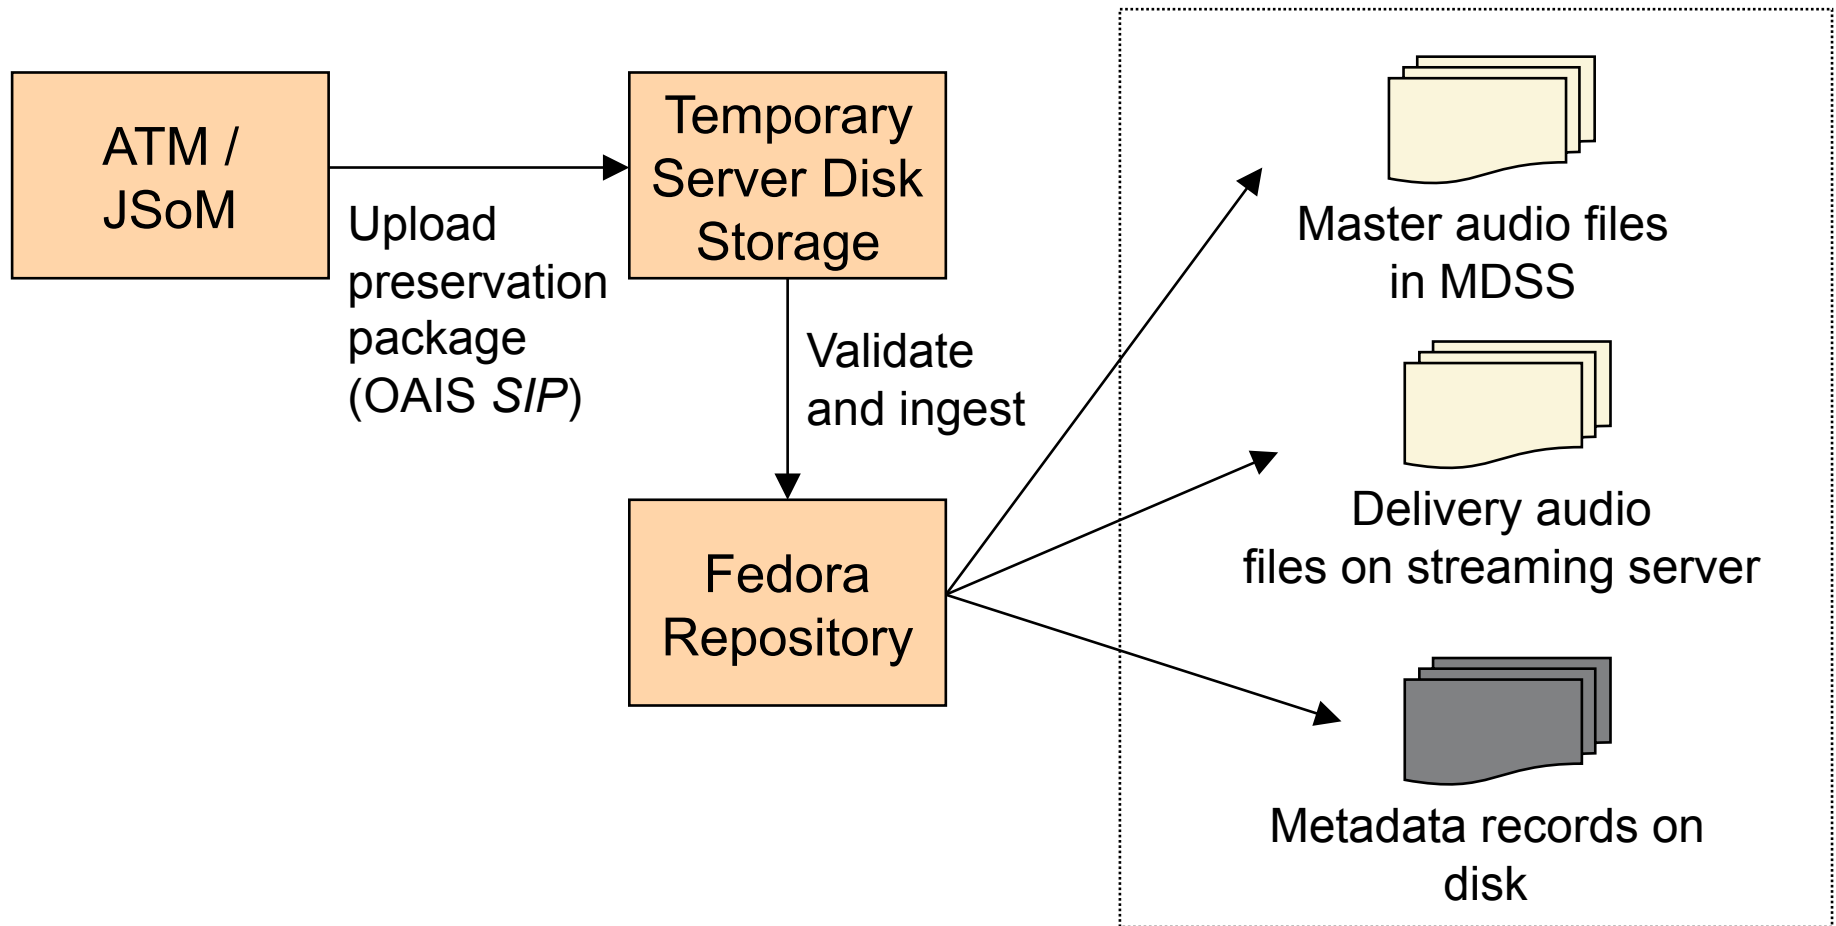 ATM /
JSoM
Upload
preservation
package
(OAIS SIP)
Temporary
Server Disk
Storage
Validate
and ingest
Fedora
Repository
Master audio files
in MDSS
Delivery audio
files on streaming server
Metadata records on
disk